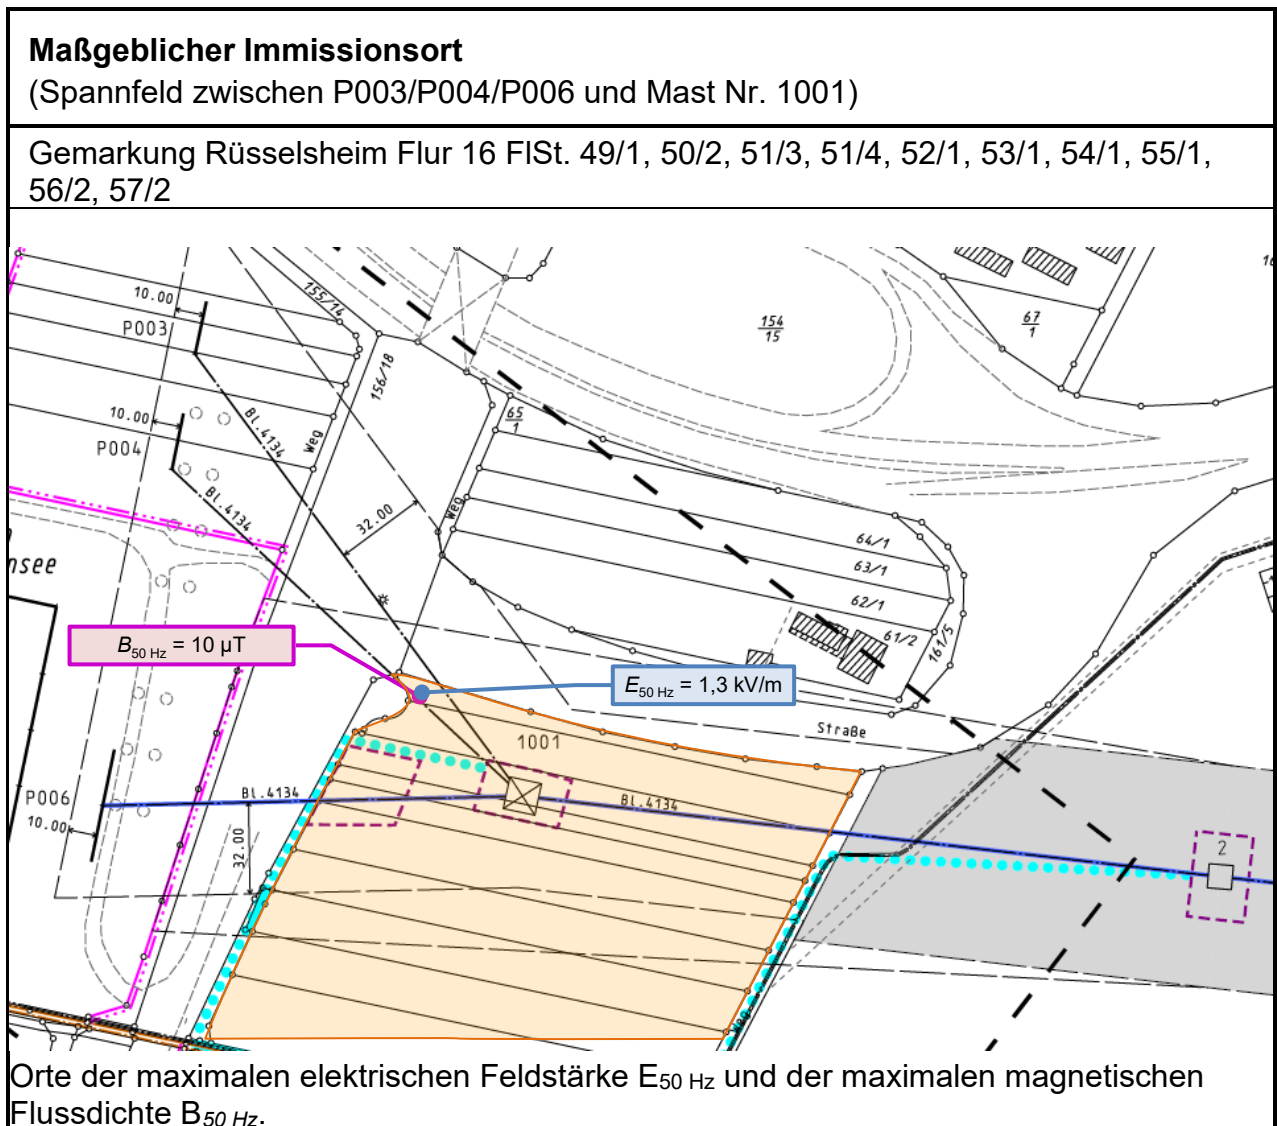 Maßgeblicher Immissionsort
(Spannfeld zwischen P003/P004/P006 und Mast Nr. 1001)
Gemarkung Rüsselsheim Flur 16 FlSt. 49/1, 50/2, 51/3, 51/4, 52/1, 53/1, 54/1, 55/1,
56/2, 57/2
10.00
P003
155/14
156/18
154
15
67
1
10.00
P004
Bl.4134
Weg
65
1
Bl.4134
32.00
Weg
64/1
63/1
62/1
61/2
161/5
nsee
B50 Hz = 10 µT
E50 Hz = 1,3 kV/m
Straße
1001
P006
10.00
Bl.4134
Bl.4134
32.00
2
Weg
Orte der maximalen elektrischen Feldstärke E50 Hz und der maximalen magnetischen
Flussdichte B50 Hz.